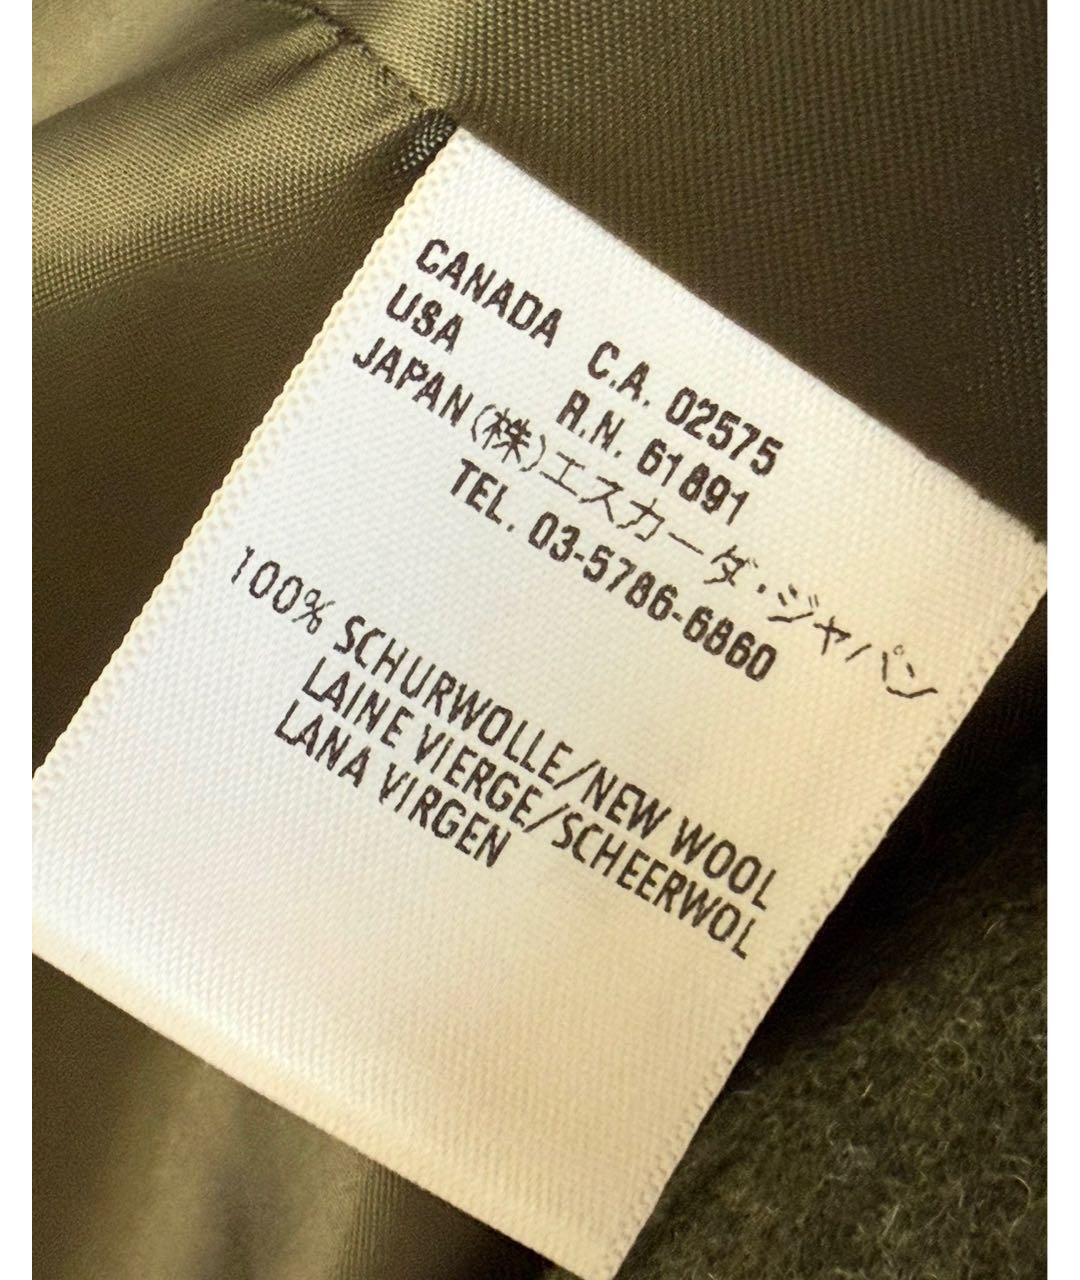 CANADA C.A. 02575
USA R.N. 61891
JAPAN (株)エスカーダ・ジャパン
TEL. 03-5786-6860
100% SCHURWOLLE/NEW WOOL
LAINE VIERGE/SCHEERWOL
LANA VIRGEN